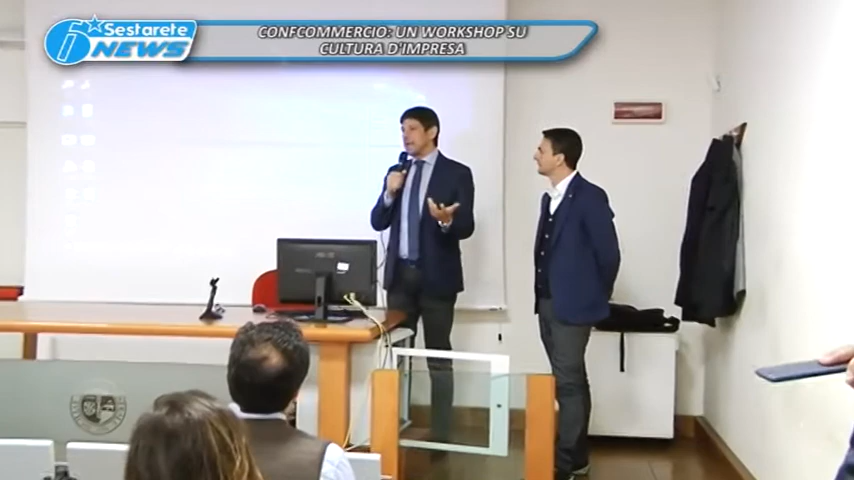 6
Sestarete
NEWS
CONFCOMMERCIO: UN WORKSHOP SU
CULTURA D'IMPRESA